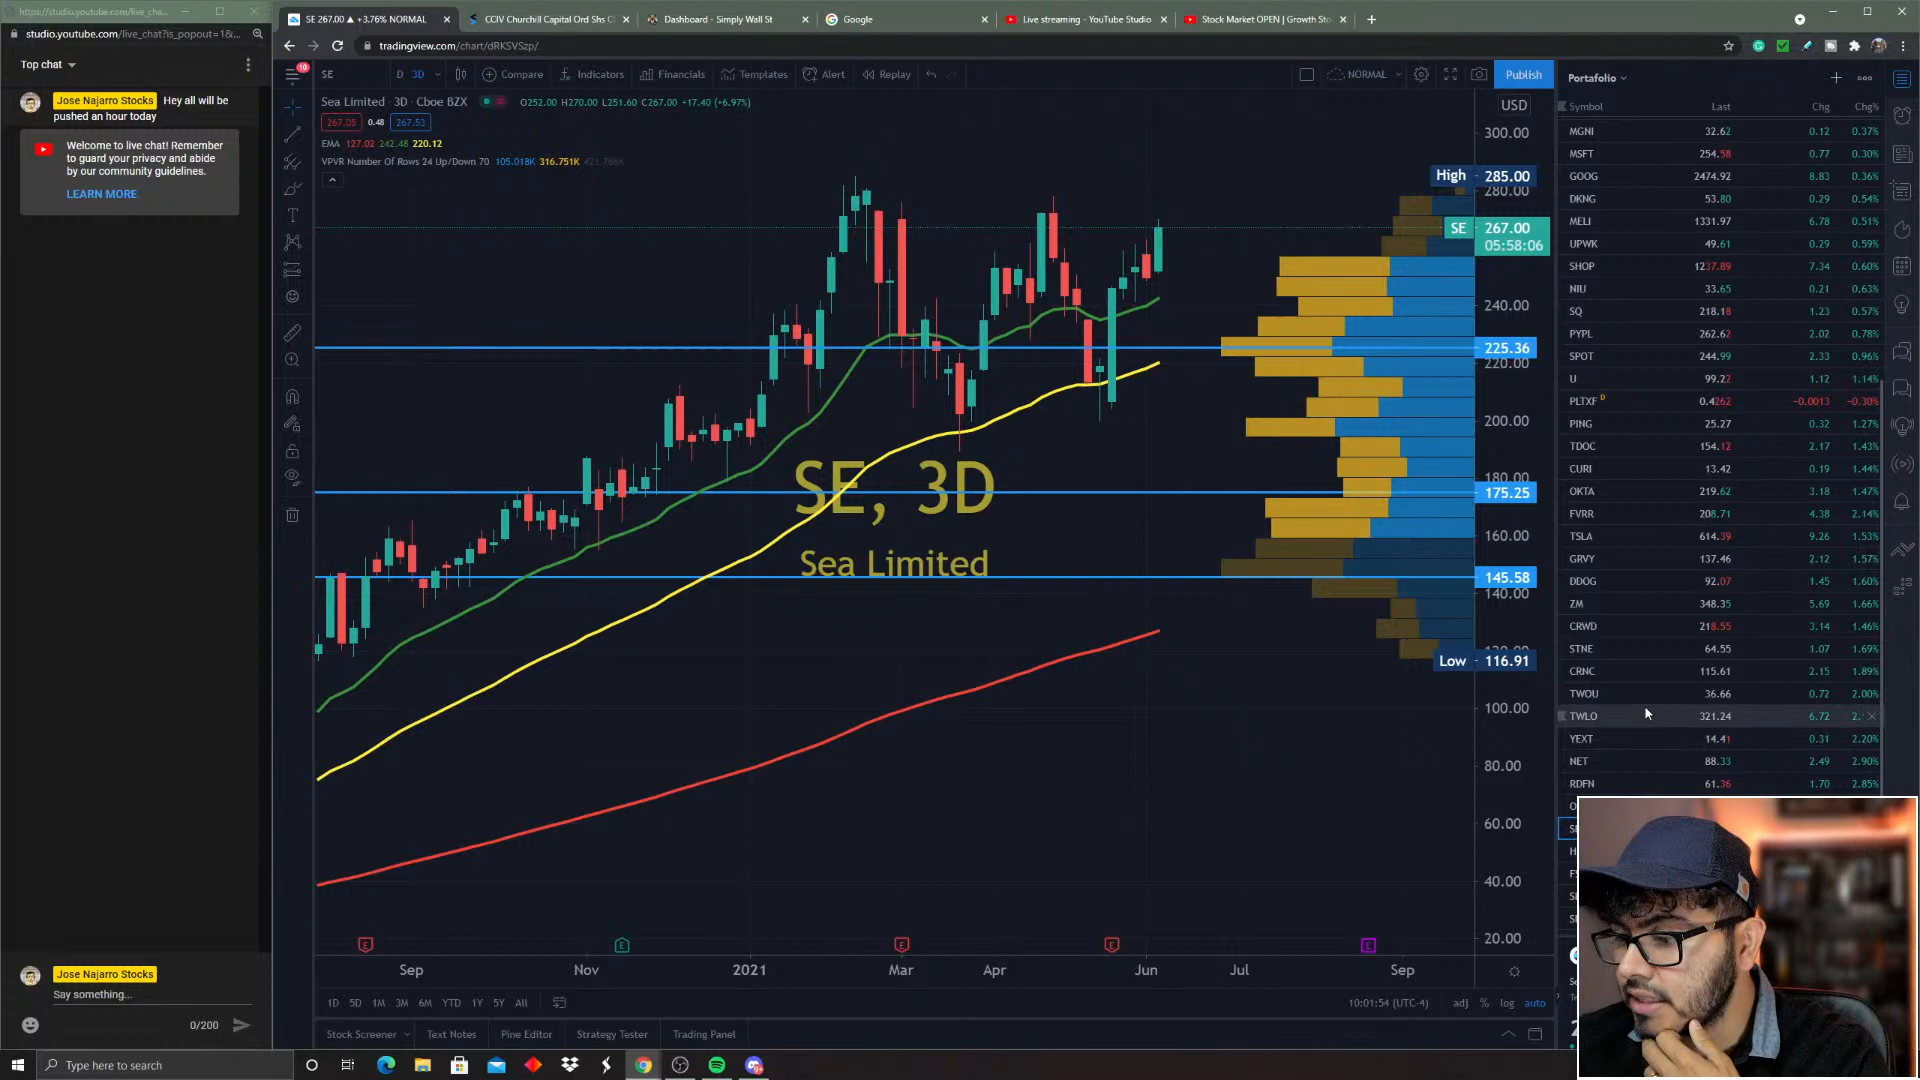 https://studio.youtube.com/live_cha...
studio.youtube.com/live_chat?is_popout=1&...
Top chat
Jose Najarro Stocks Hey all will be
pushed an hour today
Welcome to live chat! Remember
to guard your privacy and abide
by our community guidelines.
LEARN MORE
Jose Najarro Stocks
Say something...
0/200
SE 267.00 ▲ +3.76% NORMAL
CCIV Churchill Capital Ord Shs C
Dashboard - Simply Wall St
Google
Live streaming - YouTube Studio
Stock Market OPEN | Growth Sto
tradingview.com/chart/dRKSVSzp/
10
SE
D 3D
Compare
Indicators
Financials
Templates
Alert
Replay
NORMAL
Publish
Sea Limited · 3D · Cboe BZX
O252.00 H270.00 L251.60 C267.00 +17.40 (+6.97%)
267.05 0.48 267.53
EMA 127.02 242.48 220.12
VPVR Number Of Rows 24 Up/Down 70 105.018K 316.751K 421.768K
USD
300.00
High 285.00
280.00
SE 267.00
05:58:06
240.00
225.36
220.00
200.00
180.00
175.25
160.00
145.58
140.00
120.00
Low 116.91
100.00
80.00
60.00
40.00
20.00
SE, 3D
Sea Limited
E E E E E
Sep Nov 2021 Mar Apr Jun Jul Sep
1D 5D 1M 3M 6M YTD 1Y 5Y All
10:01:54 (UTC-4) adj % log auto
Stock Screener Text Notes Pine Editor Strategy Tester Trading Panel
Portafolio
Symbol Last Chg Chg%
MGNI 32.62 0.12 0.37%
MSFT 254.58 0.77 0.30%
GOOG 2474.92 8.83 0.36%
DKNG 53.80 0.29 0.54%
MELI 1331.97 6.78 0.51%
UPWK 49.61 0.29 0.59%
SHOP 1237.89 7.34 0.60%
NIU 33.65 0.21 0.63%
SQ 218.18 1.23 0.57%
PYPL 262.62 2.02 0.78%
SPOT 244.99 2.33 0.96%
U 99.22 1.12 1.14%
PLTXF D 0.4262 -0.0013 -0.30%
PING 25.27 0.32 1.27%
TDOC 154.12 2.17 1.43%
CURI 13.42 0.19 1.44%
OKTA 219.62 3.18 1.47%
FVRR 208.71 4.38 2.14%
TSLA 614.39 9.26 1.53%
GRVY 137.46 2.12 1.57%
DDOG 92.07 1.45 1.60%
ZM 348.35 5.69 1.66%
CRWD 218.55 3.14 1.46%
STNE 64.55 1.07 1.69%
CRNC 115.61 2.15 1.89%
TWOU 36.66 0.72 2.00%
TWLO 321.24 6.72 2.
YEXT 14.41 0.31 2.20%
NET 88.33 2.49 2.90%
RDFN 61.36 1.70 2.85%
Type here to search